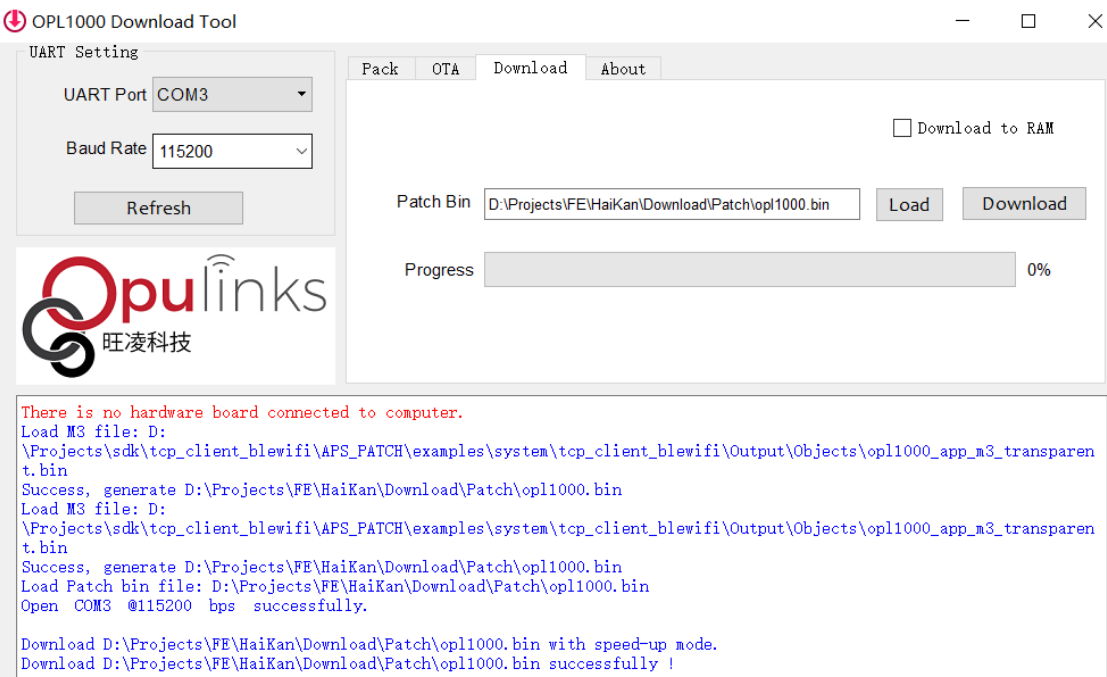 OPL1000 Download Tool
UART Setting
UART Port COM3
Baud Rate 115200
Refresh
Opulinks
旺凌科技
Pack OTA Download About
Download to RAM
Patch Bin D:\Projects\FE\HaiKan\Download\Patch\opl1000.bin Load Download
Progress 0%
There is no hardware board connected to computer.
Load M3 file: D:
\Projects\sdk\tcp_client_blewifi\APS_PATCH\examples\system\tcp_client_blewifi\Output\Objects\opl1000_app_m3_transparen
t.bin
Success, generate D:\Projects\FE\HaiKan\Download\Patch\opl1000.bin
Load M3 file: D:
\Projects\sdk\tcp_client_blewifi\APS_PATCH\examples\system\tcp_client_blewifi\Output\Objects\opl1000_app_m3_transparen
t.bin
Success, generate D:\Projects\FE\HaiKan\Download\Patch\opl1000.bin
Load Patch bin file: D:\Projects\FE\HaiKan\Download\Patch\opl1000.bin
Open COM3 @115200 bps successfully.
Download D:\Projects\FE\HaiKan\Download\Patch\opl1000.bin with speed-up mode.
Download D:\Projects\FE\HaiKan\Download\Patch\opl1000.bin successfully !